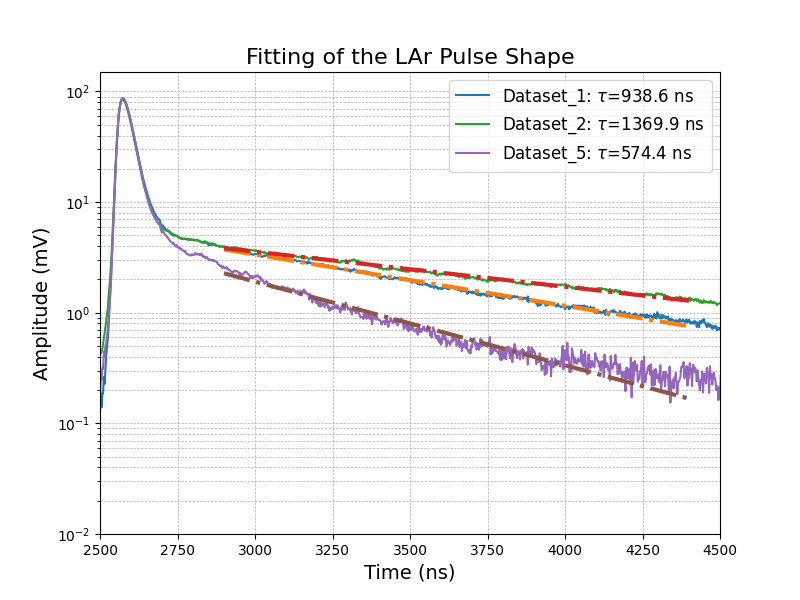 Fitting of the LAr Pulse Shape
Dataset_1: τ=938.6 ns
Dataset_2: τ=1369.9 ns
Dataset_5: τ=574.4 ns
Amplitude (mV)
10²
10¹
10⁰
10⁻¹
10⁻²
2500 2750 3000 3250 3500 3750 4000 4250 4500
Time (ns)